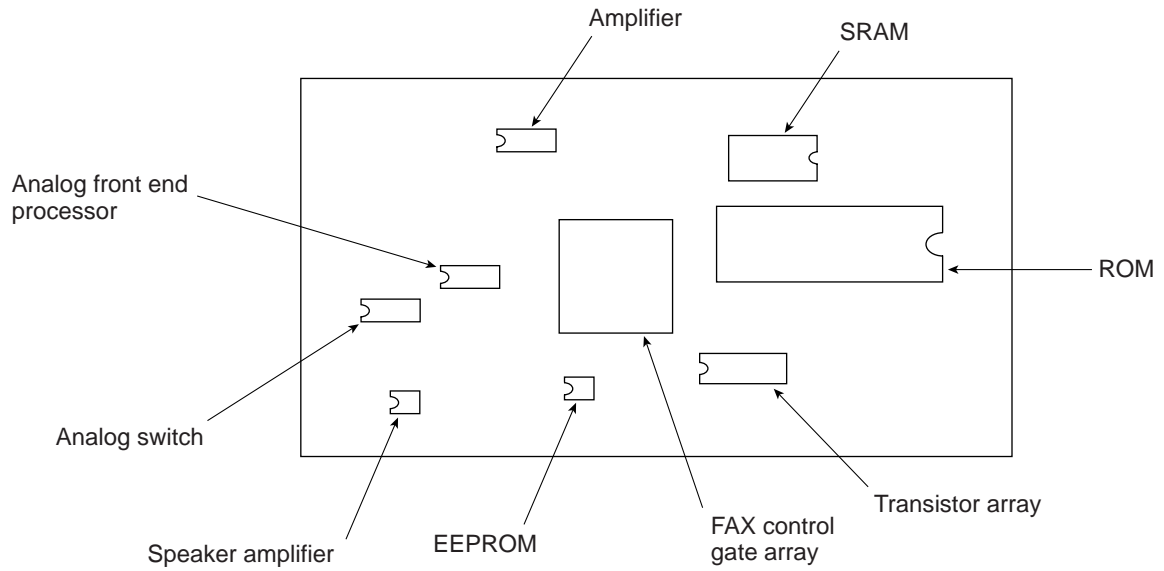 Amplifier
SRAM
Analog front end
processor
ROM
Analog switch
Transistor array
FAX control
gate array
EEPROM
Speaker amplifier